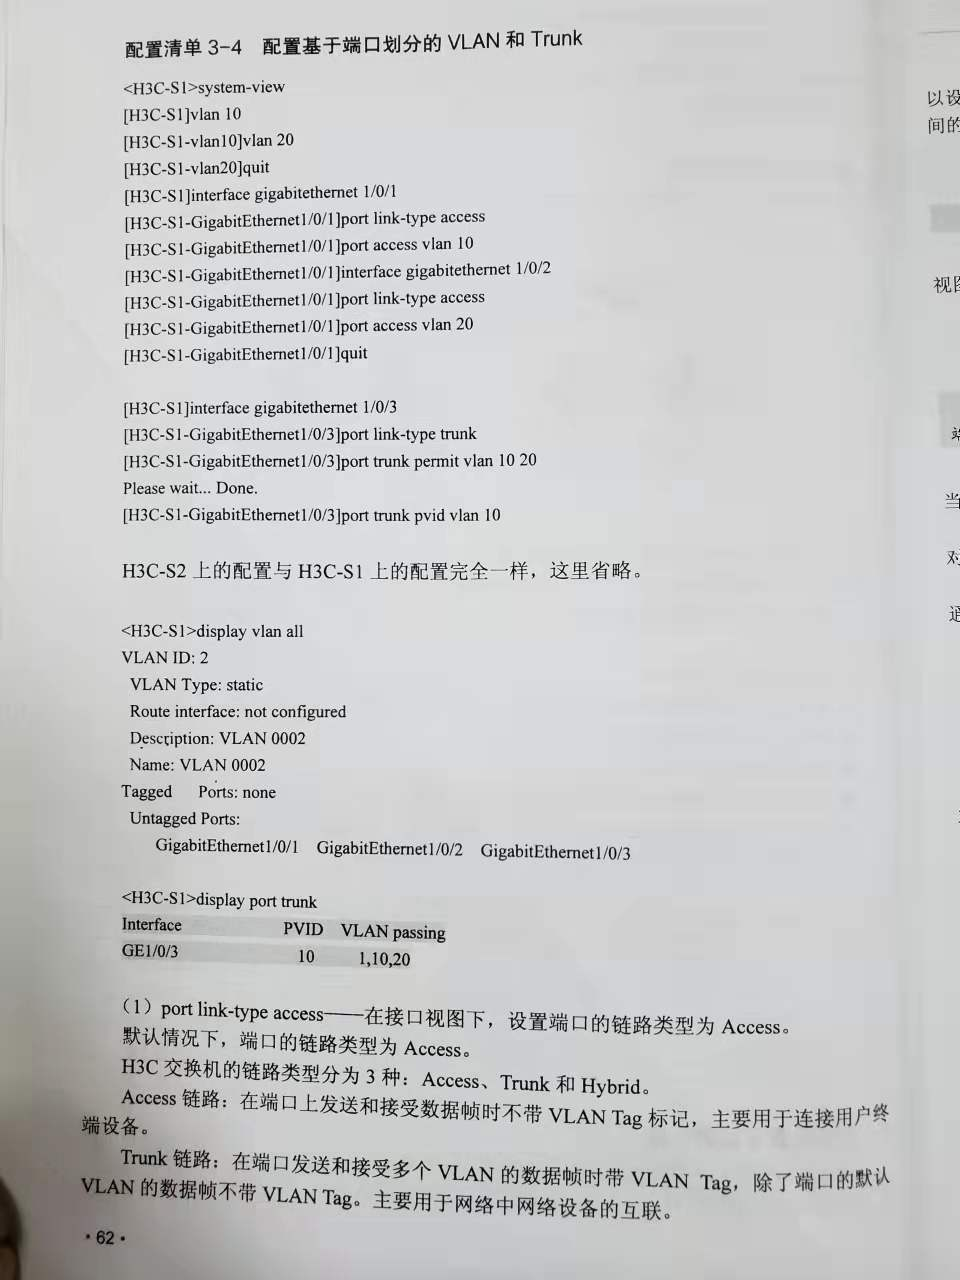 配置清单 3-4 配置基于端口划分的 VLAN 和 Trunk
<H3C-S1>system-view
[H3C-S1]vlan 10
[H3C-S1-vlan10]vlan 20
[H3C-S1-vlan20]quit
[H3C-S1]interface gigabitethernet 1/0/1
[H3C-S1-GigabitEthernet1/0/1]port link-type access
[H3C-S1-GigabitEthernet1/0/1]port access vlan 10
[H3C-S1-GigabitEthernet1/0/1]interface gigabitethernet 1/0/2
[H3C-S1-GigabitEthernet1/0/1]port link-type access
[H3C-S1-GigabitEthernet1/0/1]port access vlan 20
[H3C-S1-GigabitEthernet1/0/1]quit
[H3C-S1]interface gigabitethernet 1/0/3
[H3C-S1-GigabitEthernet1/0/3]port link-type trunk
[H3C-S1-GigabitEthernet1/0/3]port trunk permit vlan 10 20
Please wait... Done.
[H3C-S1-GigabitEthernet1/0/3]port trunk pvid vlan 10
H3C-S2 上的配置与 H3C-S1 上的配置完全一样，这里省略。
<H3C-S1>display vlan all
VLAN ID: 2
VLAN Type: static
Route interface: not configured
Description: VLAN 0002
Name: VLAN 0002
Tagged Ports: none
Untagged Ports:
GigabitEthernet1/0/1 GigabitEthernet1/0/2 GigabitEthernet1/0/3
<H3C-S1>display port trunk
Interface PVID VLAN passing
GE1/0/3 10 1,10,20
（1）port link-type access——在接口视图下，设置端口的链路类型为 Access。
默认情况下，端口的链路类型为 Access。
H3C 交换机的链路类型分为 3 种：Access、Trunk 和 Hybrid。
Access 链路：在端口上发送和接受数据帧时不带 VLAN Tag 标记，主要用于连接用户终
端设备。
Trunk 链路：在端口发送和接受多个 VLAN 的数据帧时带 VLAN Tag，除了端口的默认
VLAN 的数据帧不带 VLAN Tag。主要用于网络中网络设备的互联。
·62·
以设
间的
视图
当
对
通